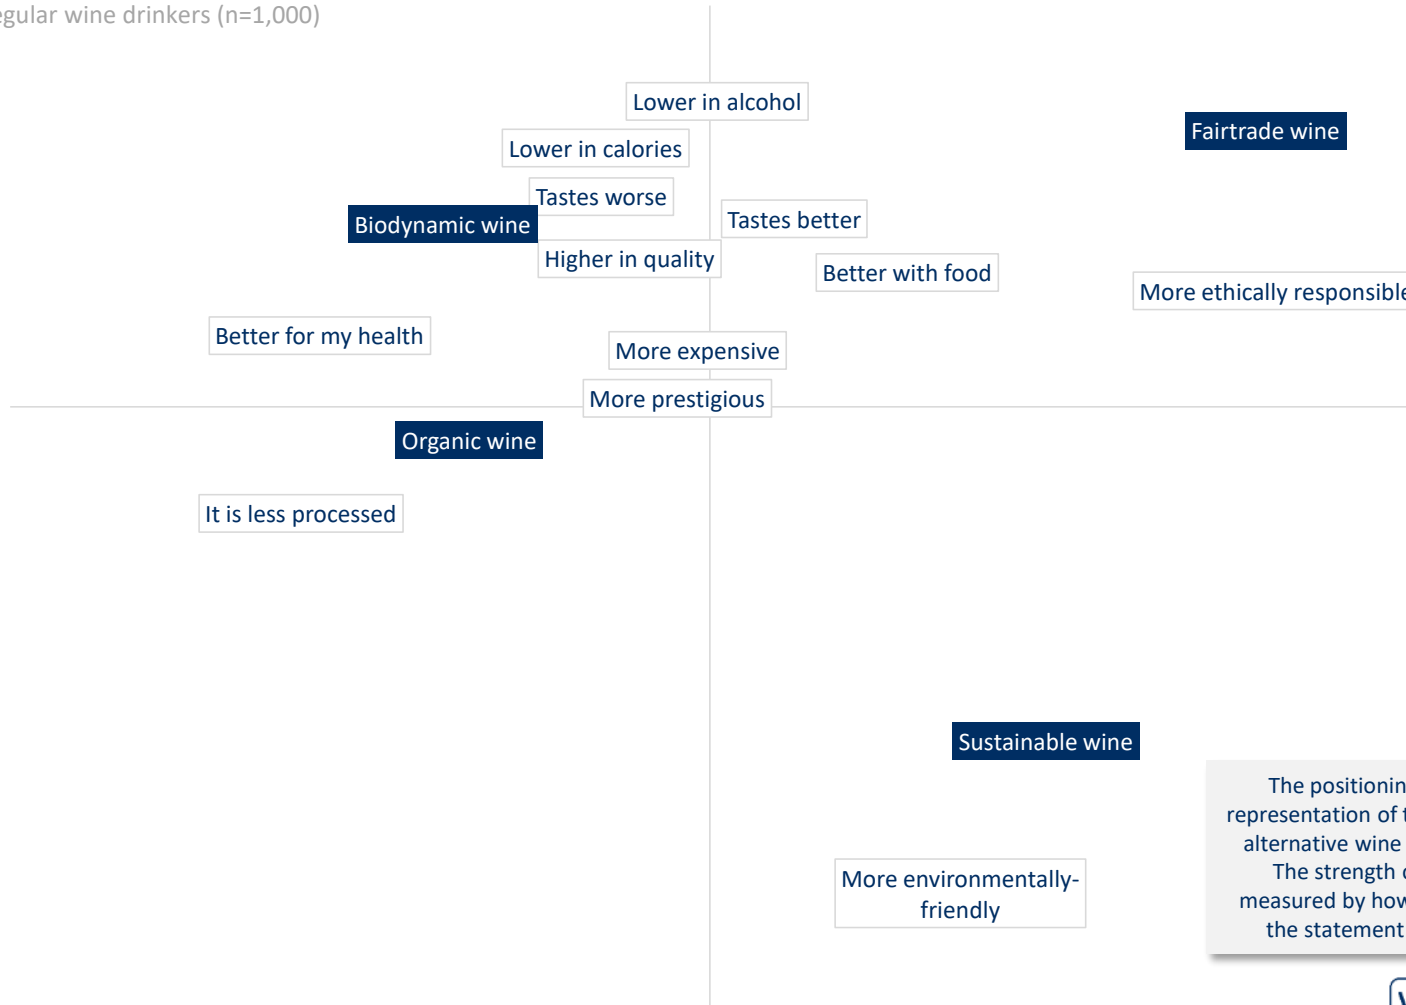 wine drinkers (n=1,000)
Lower in alcohol
Fairtrade wine
Lower in calories
Tastes worse
Biodynamic wine
Tastes better
Higher in quality
Better with food
More ethically responsible
Better for my health
More expensive
More prestigious
Organic wine
It is less processed
Sustainable wine
The
representation of
alternative wine
The strength
measured by
the statement
More environmentally-
friendly